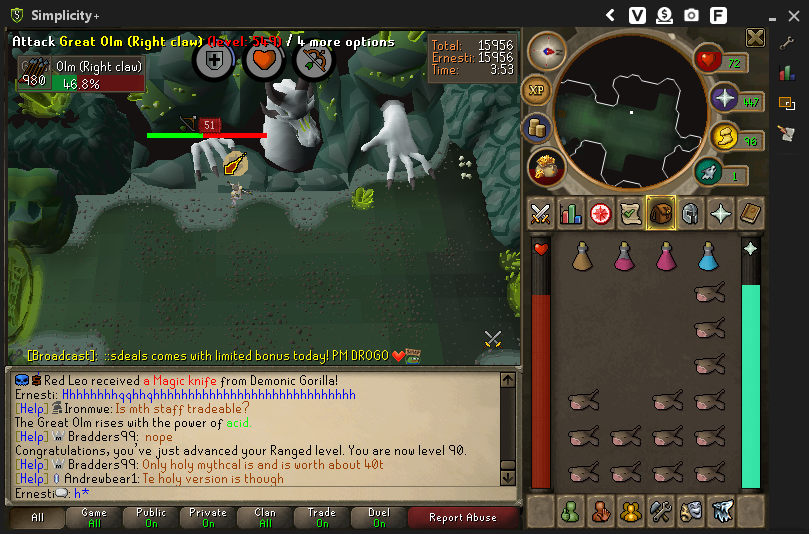 Simplicity+
Attack Great Olm (Right claw) (level: 549) / 4 more options
Olm (Right claw)
980
46.8%
Total: 15956
Ernesti: 15956
Time: 3:53
51
XP
72
447
96
1
[Broadcast]: ::sdeals comes with limited bonus today! PM DROGO
Red Leo received a Magic knife from Demonic Gorilla!
[Help] Ironmwe: Is mth staff tradeable?
The Great Olm rises with the power of acid.
[Help] Bradders99: nope
Congratulations, you've just advanced your Ranged level. You are now level 90.
[Help] Bradders99: Only holy mythcal is and is worth about 40t
[Help] Andrewbear1: Te holy version is though
Ernesti: h*
All
Game All
Public On
Private On
Clan All
Trade On
Duel On
Report Abuse